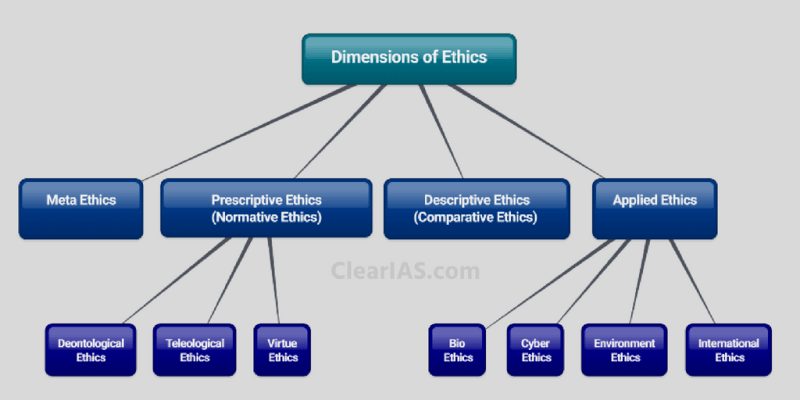 Dimensions of Ethics
Meta Ethics
Prescriptive Ethics
(Normative Ethics)
Descriptive Ethics
(Comparative Ethics)
Applied Ethics
ClearIAS.com
Deontological
Ethics
Teleological
Ethics
Virtue
Ethics
Bio
Ethics
Cyber
Ethics
Environment
Ethics
International
Ethics